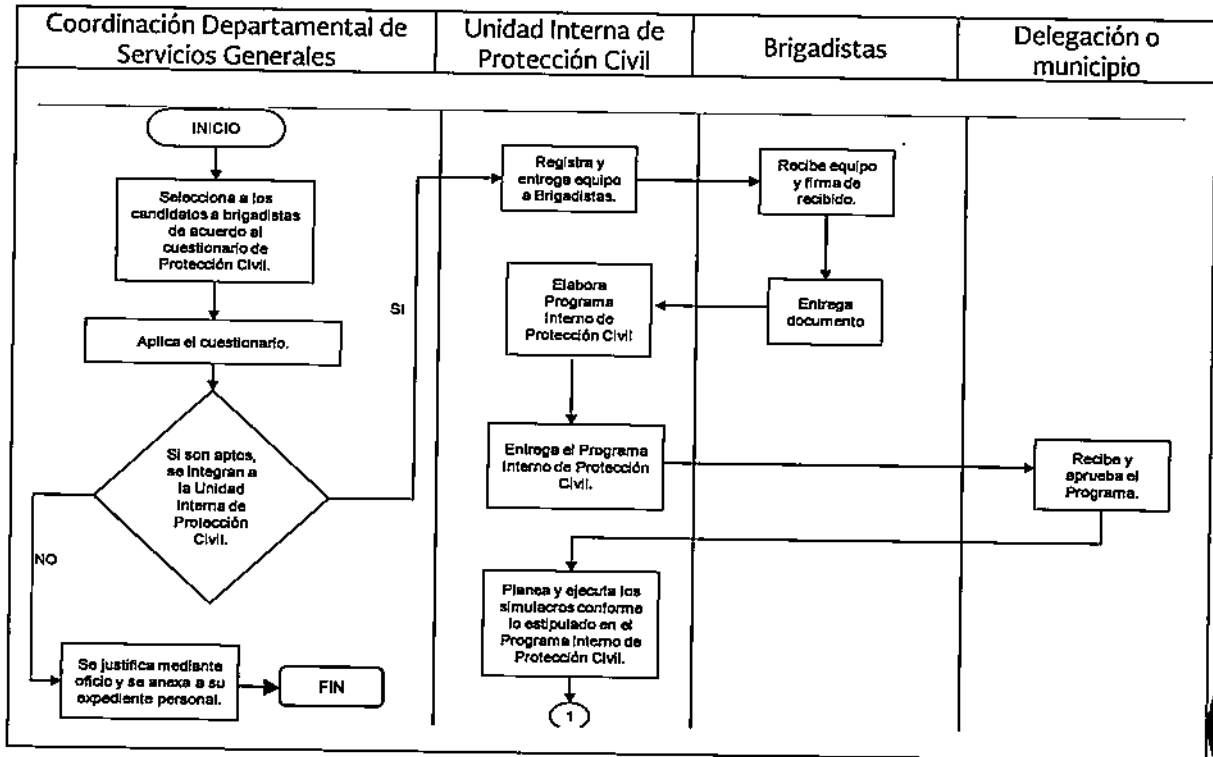 Coordinación Departamental de
Servicios Generales
Unidad Interna de
Protección Civil
Brigadistas
Delegación o
municipio
INICIO
Selecciona a los
candidatos a brigadistas
de acuerdo al
cuestionario de
Protección Civil.
Aplica el cuestionario.
Si son aptos,
se integran a
la Unidad
Interna de
Protección
Civil.
SI
NO
Se justifica mediante
oficio y se anexa a su
expediente personal.
FIN
Registra y
entrega equipo
a Brigadistas.
Recibe equipo
y firma de
recibido.
Entrega
documento
Elabora
Programa
Interno de
Protección Civil
Entrega el Programa
Interno de Protección
Civil.
Recibe y
aprueba el
Programa.
Planea y ejecuta los
simulacros conforme
lo estipulado en el
Programa Interno de
Protección Civil.
1